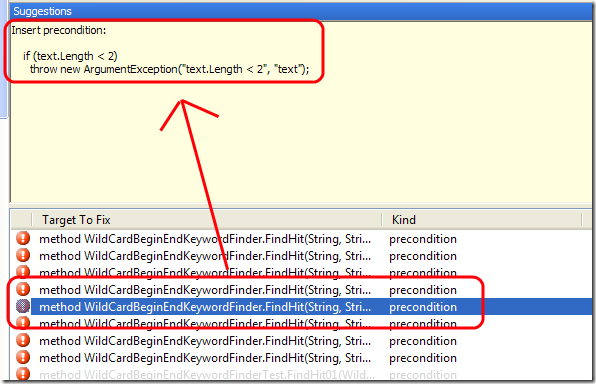 Suggestions
Insert precondition:
if (text.Length < 2)
throw new ArgumentException("text.Length < 2", "text");
Target To Fix Kind
method WildCardBeginEndKeywordFinder.FindHit(String, Stri... precondition
method WildCardBeginEndKeywordFinder.FindHit(String, Stri... precondition
method WildCardBeginEndKeywordFinder.FindHit(String, Stri... precondition
method WildCardBeginEndKeywordFinder.FindHit(String, Stri... precondition
method WildCardBeginEndKeywordFinder.FindHit(String, Stri... precondition
method WildCardBeginEndKeywordFinder.FindHit(String, Stri... precondition
method WildCardBeginEndKeywordFinder.FindHit(String, Stri... precondition
method WildCardBeginEndKeywordFinder.FindHit(String, Stri... precondition
method WildCardBeginEndKeywordFinderTest.FindHit01(Wild... precondition